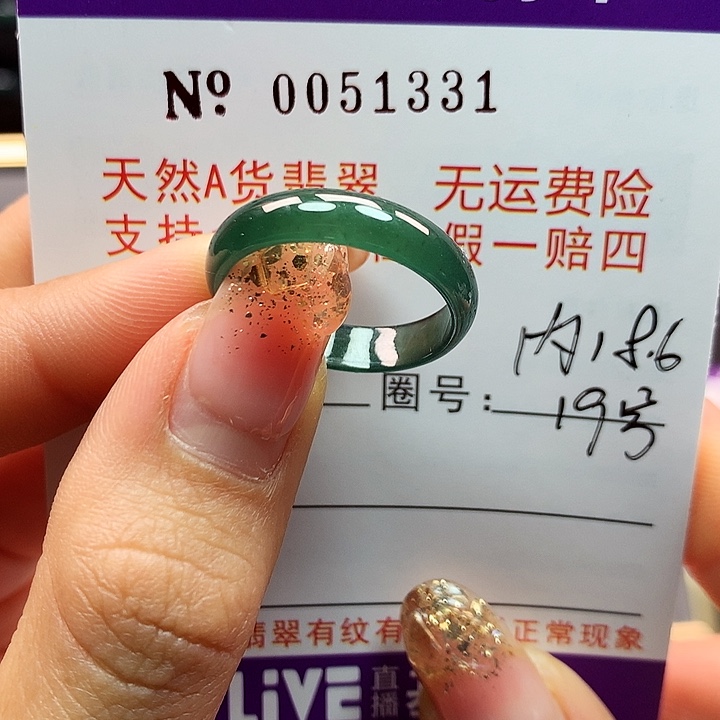 № 0051331
天然A货翡翠 无运费险
支持 假一赔四
内18.6
圈号: 19号
翡翠有纹有 正常现象
LiVE 直播